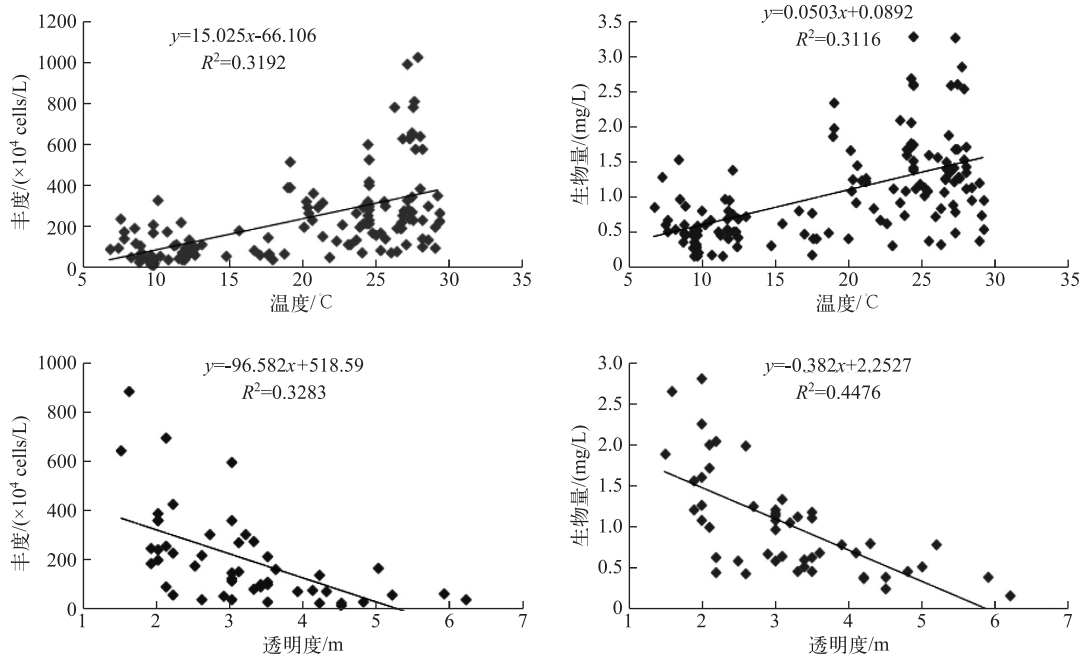 1200
1000
800
600
400
200
0
丰度/(×10⁴ cells/L)
y=15.025x-66.106
R²=0.3192
5 10 15 20 25 30 35
温度/℃
3.5
3.0
2.5
2.0
1.5
1.0
0.5
0
生物量/(mg/L)
y=0.0503x+0.0892
R²=0.3116
5 10 15 20 25 30 35
温度/℃
1000
800
600
400
200
0
丰度/(×10⁴ cells/L)
y=-96.582x+518.59
R²=0.3283
1 2 3 4 5 6 7
透明度/m
3.0
2.5
2.0
1.5
1.0
0.5
0
生物量/(mg/L)
y=-0.382x+2.2527
R²=0.4476
1 2 3 4 5 6 7
透明度/m